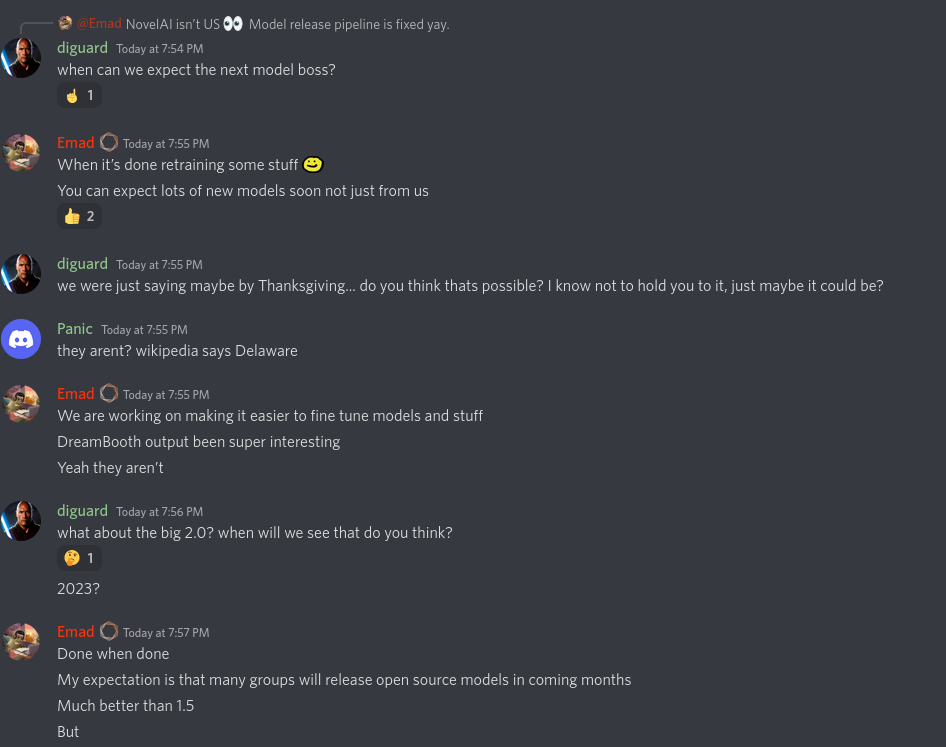 @Emad NovelAI isn't US 👀 Model release pipeline is fixed yay.
diguard Today at 7:54 PM
when can we expect the next model boss?
☝ 1
Emad Today at 7:55 PM
When it's done retraining some stuff
You can expect lots of new models soon not just from us
👍 2
diguard Today at 7:55 PM
we were just saying maybe by Thanksgiving... do you think thats possible? I know not to hold you to it, just maybe it could be?
Panic Today at 7:55 PM
they arent? wikipedia says Delaware
Emad Today at 7:55 PM
We are working on making it easier to fine tune models and stuff
DreamBooth output been super interesting
Yeah they aren't
diguard Today at 7:56 PM
what about the big 2.0? when will we see that do you think?
🤔 1
2023?
Emad Today at 7:57 PM
Done when done
My expectation is that many groups will release open source models in coming months
Much better than 1.5
But